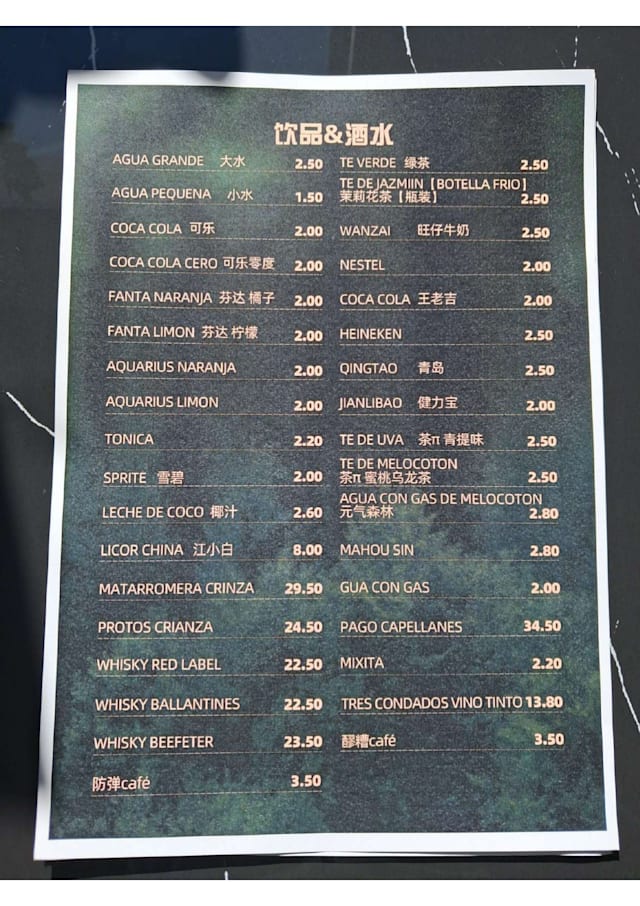 饮品&酒水
AGUA GRANDE 大水 2.50
AGUA PEQUENA 小水 1.50
COCA COLA 可乐 2.00
COCA COLA CERO 可乐零度 2.00
FANTA NARANJA 芬达 橘子 2.00
FANTA LIMON 芬达 柠檬 2.00
AQUARIUS NARANJA 2.00
AQUARIUS LIMON 2.00
TONICA 2.20
SPRITE 雪碧 2.00
LECHE DE COCO 椰汁 2.60
LICOR CHINA 江小白 8.00
MATARROMERA CRINZA 29.50
PROTOS CRIANZA 24.50
WHISKY RED LABEL 22.50
WHISKY BALLANTINES 22.50
WHISKY BEEFETER 23.50
防弹café 3.50
TE VERDE 绿茶 2.50
TE DE JAZMIIN【BOTELLA FRIO】
茉莉花茶【瓶装】 2.50
WANZAI 旺仔牛奶 2.50
NESTEL 2.00
COCA COLA 王老吉 2.00
HEINEKEN 2.50
QINGTAO 青岛 2.50
JIANLIBAO 健力宝 2.00
TE DE UVA 茶π 青提味 2.50
TE DE MELOCOTON
茶π 蜜桃乌龙茶 2.50
AGUA CON GAS DE MELOCOTON
元气森林 2.80
MAHOU SIN 2.80
GUA CON GAS 2.00
PAGO CAPELLANES 34.50
MIXITA 2.20
TRES CONDADOS VINO TINTO 13.80
醪糟café 3.50